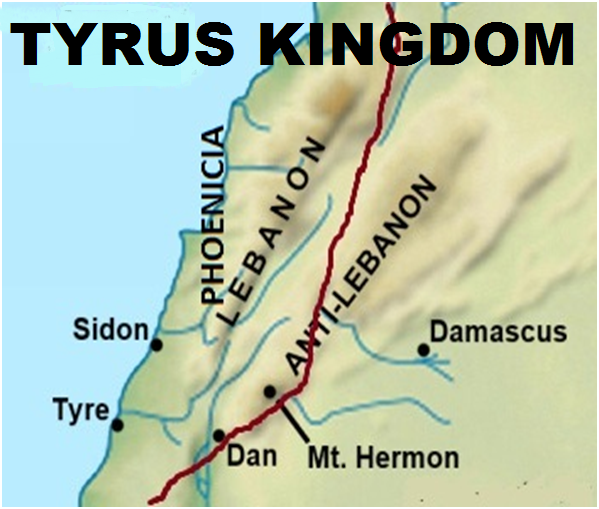 TYRUS KINGDOM
PHOENICIA
LEBANON
ANTI-LEBANON
Sidon
Damascus
Tyre
Dan
Mt. Hermon